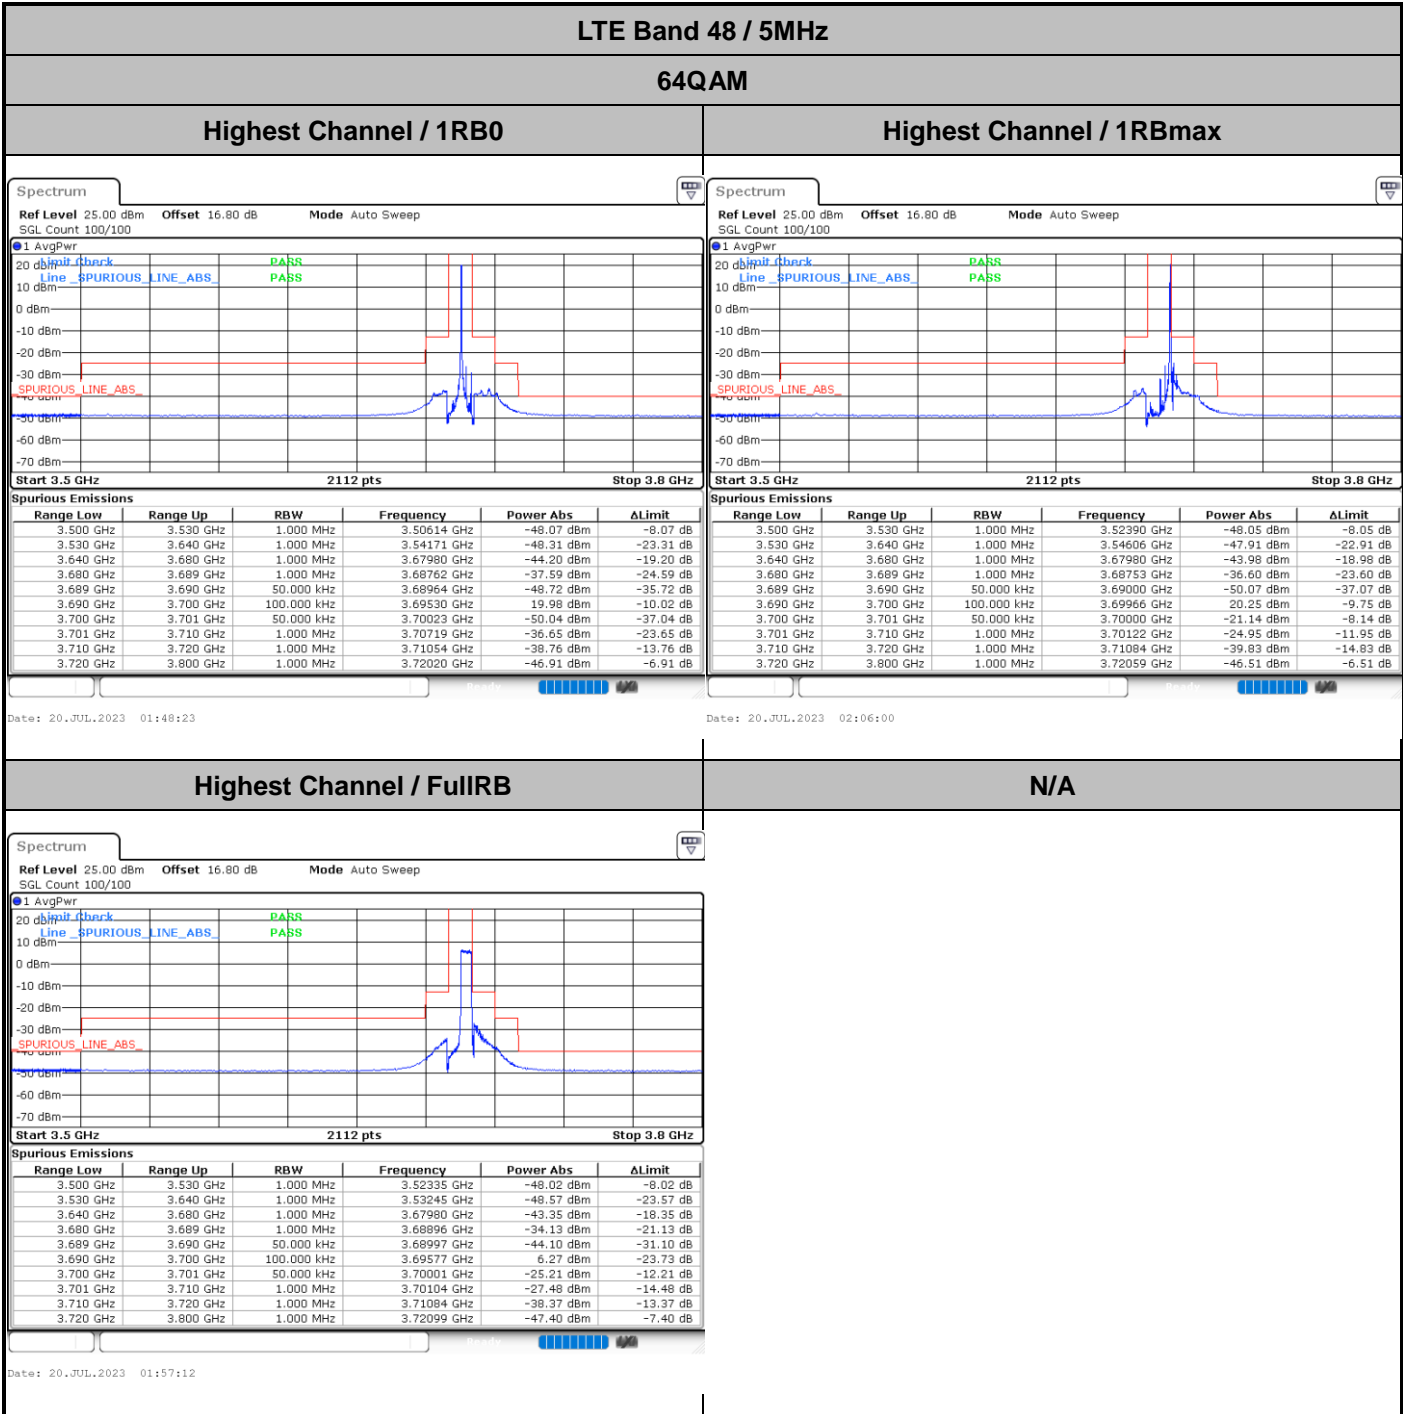 LTE Band 48 / 5MHz
64QAM
Highest Channel / 1RB0
Highest Channel / 1RBmax
Spectrum
Ref Level 25.00 dBm Offset 16.80 dB Mode Auto Sweep
SGL Count 100/100
1 AvgPwr
20 dBm Limit Check PASS
Line _SPURIOUS_LINE_ABS_ PASS
10 dBm
0 dBm
-10 dBm
-20 dBm
-30 dBm
_SPURIOUS_LINE_ABS_
-40 dBm
-50 dBm
-60 dBm
-70 dBm
Start 3.5 GHz 2112 pts Stop 3.8 GHz
Spurious Emissions
Range Low Range Up RBW Frequency Power Abs ΔLimit
3.500 GHz 3.530 GHz 1.000 MHz 3.50614 GHz -48.07 dBm -8.07 dB
3.530 GHz 3.640 GHz 1.000 MHz 3.54171 GHz -48.31 dBm -23.31 dB
3.640 GHz 3.680 GHz 1.000 MHz 3.67980 GHz -44.20 dBm -19.20 dB
3.680 GHz 3.689 GHz 1.000 MHz 3.68762 GHz -37.59 dBm -24.59 dB
3.689 GHz 3.690 GHz 50.000 kHz 3.68964 GHz -48.72 dBm -35.72 dB
3.690 GHz 3.700 GHz 100.000 kHz 3.69530 GHz 19.98 dBm -10.02 dB
3.700 GHz 3.701 GHz 50.000 kHz 3.70023 GHz -50.04 dBm -37.04 dB
3.701 GHz 3.710 GHz 1.000 MHz 3.70719 GHz -36.65 dBm -23.65 dB
3.710 GHz 3.720 GHz 1.000 MHz 3.71054 GHz -38.76 dBm -13.76 dB
3.720 GHz 3.800 GHz 1.000 MHz 3.72020 GHz -46.91 dBm -6.91 dB
Ready
Date: 20.JUL.2023 01:48:23
Spectrum
Ref Level 25.00 dBm Offset 16.80 dB Mode Auto Sweep
SGL Count 100/100
1 AvgPwr
20 dBm Limit Check PASS
Line _SPURIOUS_LINE_ABS_ PASS
10 dBm
0 dBm
-10 dBm
-20 dBm
-30 dBm
_SPURIOUS_LINE_ABS_
-40 dBm
-50 dBm
-60 dBm
-70 dBm
Start 3.5 GHz 2112 pts Stop 3.8 GHz
Spurious Emissions
Range Low Range Up RBW Frequency Power Abs ΔLimit
3.500 GHz 3.530 GHz 1.000 MHz 3.52390 GHz -48.05 dBm -8.05 dB
3.530 GHz 3.640 GHz 1.000 MHz 3.54606 GHz -47.91 dBm -22.91 dB
3.640 GHz 3.680 GHz 1.000 MHz 3.67980 GHz -43.98 dBm -18.98 dB
3.680 GHz 3.689 GHz 1.000 MHz 3.68753 GHz -36.60 dBm -23.60 dB
3.689 GHz 3.690 GHz 50.000 kHz 3.69000 GHz -50.07 dBm -37.07 dB
3.690 GHz 3.700 GHz 100.000 kHz 3.69966 GHz 20.25 dBm -9.75 dB
3.700 GHz 3.701 GHz 50.000 kHz 3.70000 GHz -21.14 dBm -8.14 dB
3.701 GHz 3.710 GHz 1.000 MHz 3.70122 GHz -24.95 dBm -11.95 dB
3.710 GHz 3.720 GHz 1.000 MHz 3.71084 GHz -39.83 dBm -14.83 dB
3.720 GHz 3.800 GHz 1.000 MHz 3.72059 GHz -46.51 dBm -6.51 dB
Ready
Date: 20.JUL.2023 02:06:00
Highest Channel / FullRB
N/A
Spectrum
Ref Level 25.00 dBm Offset 16.80 dB Mode Auto Sweep
SGL Count 100/100
1 AvgPwr
20 dBm Limit Check PASS
Line _SPURIOUS_LINE_ABS_ PASS
10 dBm
0 dBm
-10 dBm
-20 dBm
-30 dBm
_SPURIOUS_LINE_ABS_
-40 dBm
-50 dBm
-60 dBm
-70 dBm
Start 3.5 GHz 2112 pts Stop 3.8 GHz
Spurious Emissions
Range Low Range Up RBW Frequency Power Abs ΔLimit
3.500 GHz 3.530 GHz 1.000 MHz 3.52335 GHz -48.02 dBm -8.02 dB
3.530 GHz 3.640 GHz 1.000 MHz 3.53245 GHz -48.57 dBm -23.57 dB
3.640 GHz 3.680 GHz 1.000 MHz 3.67980 GHz -43.35 dBm -18.35 dB
3.680 GHz 3.689 GHz 1.000 MHz 3.68896 GHz -34.13 dBm -21.13 dB
3.689 GHz 3.690 GHz 50.000 kHz 3.68997 GHz -44.10 dBm -31.10 dB
3.690 GHz 3.700 GHz 100.000 kHz 3.69577 GHz 6.27 dBm -23.73 dB
3.700 GHz 3.701 GHz 50.000 kHz 3.70001 GHz -25.21 dBm -12.21 dB
3.701 GHz 3.710 GHz 1.000 MHz 3.70104 GHz -27.48 dBm -14.48 dB
3.710 GHz 3.720 GHz 1.000 MHz 3.71084 GHz -38.37 dBm -13.37 dB
3.720 GHz 3.800 GHz 1.000 MHz 3.72099 GHz -47.40 dBm -7.40 dB
Ready
Date: 20.JUL.2023 01:57:12